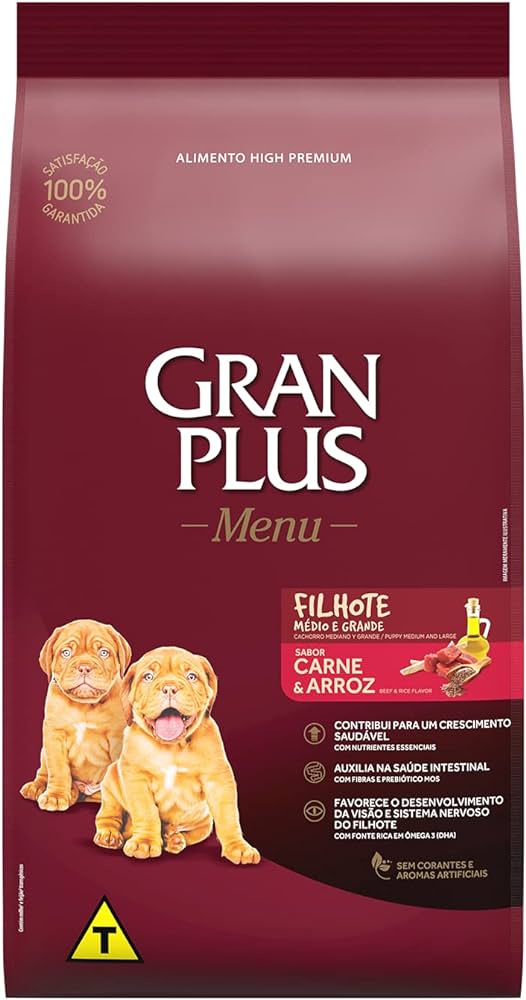 ALIMENTO HIGH PREMIUM
SATISFAÇÃO
100%
GARANTIDA
GRAN
PLUS
Menu
IMAGEM MERAMENTE ILUSTRATIVA
FILHOTE
MÉDIO E GRANDE
CACHORRO MEDIANO Y GRANDE / PUPPY MEDIUM AND LARGE
SABOR
CARNE
& ARROZ
BEEF & RICE FLAVOR
CONTRIBUI PARA UM CRESCIMENTO
SAUDÁVEL
COM NUTRIENTES ESSENCIAIS
AUXILIA NA SAÚDE INTESTINAL
COM FIBRAS E PREBIÓTICO MOS
FAVORECE O DESENVOLVIMENTO
DA VISÃO E SISTEMA NERVOSO
DO FILHOTE
COM FONTE RICA EM ÔMEGA 3 (DHA)
SEM CORANTES E
AROMAS ARTIFICIAIS
T